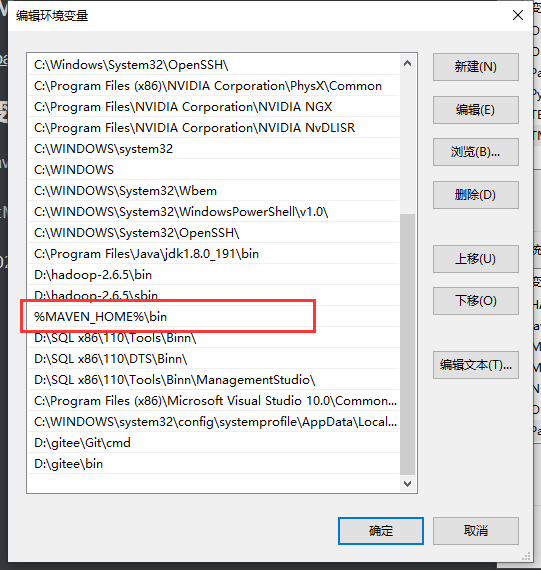 编辑环境变量
C:\Windows\System32\OpenSSH\
C:\Program Files (x86)\NVIDIA Corporation\PhysX\Common
C:\Program Files\NVIDIA Corporation\NVIDIA NGX
C:\Program Files\NVIDIA Corporation\NVIDIA NvDLISR
C:\WINDOWS\system32
C:\WINDOWS
C:\WINDOWS\System32\Wbem
C:\WINDOWS\System32\WindowsPowerShell\v1.0\
C:\WINDOWS\System32\OpenSSH\
C:\Program Files\Java\jdk1.8.0_191\bin
D:\hadoop-2.6.5\bin
D:\hadoop-2.6.5\sbin
%MAVEN_HOME%\bin
D:\SQL x86\110\Tools\Binn\
D:\SQL x86\110\DTS\Binn\
D:\SQL x86\110\Tools\Binn\ManagementStudio\
C:\Program Files (x86)\Microsoft Visual Studio 10.0\Common...
C:\WINDOWS\system32\config\systemprofile\AppData\Local...
D:\gitee\Git\cmd
D:\gitee\bin
新建(N)
编辑(E)
浏览(B)...
删除(D)
上移(U)
下移(O)
编辑文本(T)...
确定
取消